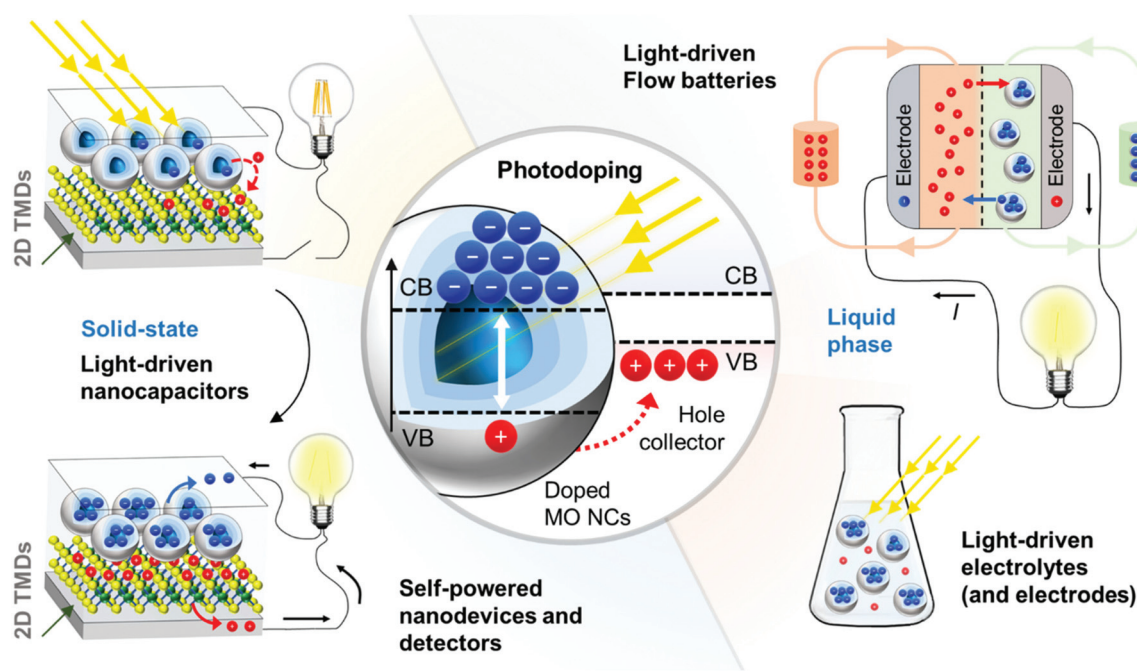 Light-driven
Flow batteries
2D TMDs
Electrode
Electrode
Photodoping
CB
CB
VB
VB
Hole
collector
Doped
MO NCs
Solid-state
Light-driven
nanocapacitors
I
Liquid
phase
2D TMDs
Self-powered
nanodevices and
detectors
Light-driven
electrolytes
(and electrodes)